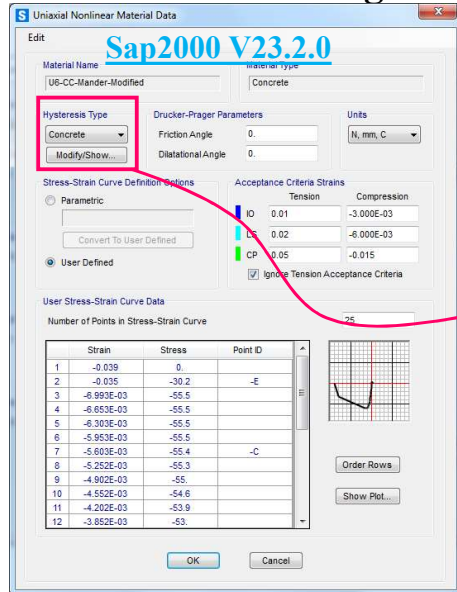 Uniaxial Nonlinear Material Data
Edit
Sap2000 V23.2.0
Material Name
Material Type
U6-CC-Mander-Modified
Concrete
Hysteresis Type
Drucker-Prager Parameters
Units
Concrete
Friction Angle
0.
N, mm, C
Modify/Show...
Dilatational Angle
0.
Stress-Strain Curve Definition Options
Acceptance Criteria Strains
Parametric
Tension
Compression
IO
0.01
-3.000E-03
Convert To User Defined
LS
0.02
-6.000E-03
User Defined
CP
0.05
-0.015
Ignore Tension Acceptance Criteria
User Stress-Strain Curve Data
Number of Points in Stress-Strain Curve
25
Strain Stress Point ID
1 -0.039 0.
2 -0.035 -30.2 -E
3 -6.993E-03 -55.5
4 -6.653E-03 -55.5
5 -6.303E-03 -55.5
6 -5.953E-03 -55.5
7 -5.603E-03 -55.4 -C
8 -5.252E-03 -55.3
9 -4.902E-03 -55.
10 -4.552E-03 -54.6
11 -4.202E-03 -53.9
12 -3.852E-03 -53.
Order Rows
Show Plot...
OK
Cancel